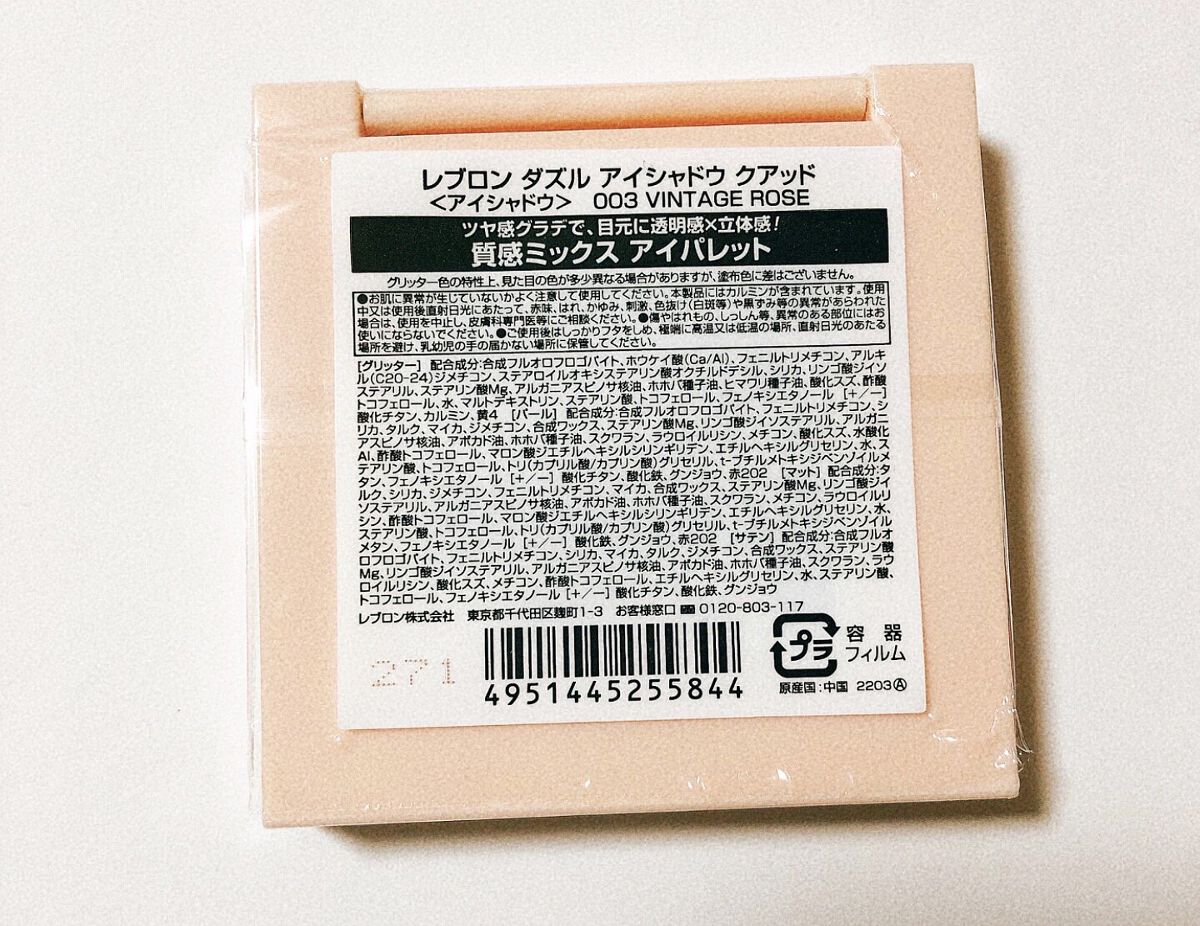 レブロン ダズル アイシャドウ クアッド
<アイシャドウ> 003 VINTAGE ROSE
ツヤ感グラデで、目元に透明感×立体感!
質感ミックス アイパレット
グリッター色の特性上、見た目の色が多少異なる場合がありますが、塗布色に差はございません。
●お肌に異常が生じていないかよく注意して使用してください。本製品にはカルミンが含まれています。使用
中又は使用後直射日光にあたって、赤味、はれ、かゆみ、刺激、色抜け(白斑等)や黒ずみ等の異常があらわれた
場合は、使用を中止し、皮膚科専門医等にご相談ください。●傷やはれもの、しっしん等、異常のある部位にはお
使いにならないでください。●ご使用後はしっかりフタをしめ、極端に高温又は低温の場所、直射日光のあたる
場所を避け、乳幼児の手の届かない場所に保管してください。
[グリッター] 配合成分:合成フルオロフロゴパイト、ホウケイ酸(Ca/Al)、フェニルトリメチコン、アルキ
ル(C20-24)ジメチコン、ステアロイルオキシステアリン酸オクチルドデシル、シリカ、リンゴ酸ジイソ
ステアリル、ステアリン酸Mg、アルガニアスピノサ核油、ホホバ種子油、ヒマワリ種子油、酸化スズ、酢酸
トコフェロール、水、マルトデキストリン、ステアリン酸、トコフェロール、フェノキシエタノール [+/−]
酸化チタン、カルミン、黄4 [パール] 配合成分:合成フルオロフロゴパイト、フェニルトリメチコン、シ
リカ、タルク、マイカ、ジメチコン、合成ワックス、ステアリン酸Mg、リンゴ酸ジイソステアリル、アルガニ
アスピノサ核油、アボカド油、ホホバ種子油、スクワラン、ラウロイルリシン、メチコン、酸化スズ、水酸化
Al、酢酸トコフェロール、マロン酸ジエチルヘキシルシリンギリデン、エチルヘキシルグリセリン、水、ス
テアリン酸、トコフェロール、トリ(カプリル酸/カプリン酸)グリセリル、t-ブチルメトキシジベンゾイルメ
タン、フェノキシエタノール [+/−] 酸化チタン、酸化鉄、グンジョウ、赤202 [マット] 配合成分:タ
ルク、シリカ、ジメチコン、フェニルトリメチコン、マイカ、合成ワックス、ステアリン酸Mg、リンゴ酸ジイ
ソステアリル、アルガニアスピノサ核油、アボカド油、ホホバ種子油、スクワラン、メチコン、ラウロイルリ
シン、酢酸トコフェロール、マロン酸ジエチルヘキシルシリンギリデン、エチルヘキシルグリセリン、水、
ステアリン酸、トコフェロール、トリ(カプリル酸/カプリン酸)グリセリル、t-ブチルメトキシジベンゾイル
メタン、フェノキシエタノール [+/−] 酸化鉄、グンジョウ、赤202 [サテン] 配合成分:合成フルオ
ロフロゴパイト、フェニルトリメチコン、シリカ、マイカ、タルク、ジメチコン、合成ワックス、ステアリン酸
Mg、リンゴ酸ジイソステアリル、アルガニアスピノサ核油、アボカド油、ホホバ種子油、スクワラン、ラウ
ロイルリシン、酸化スズ、メチコン、酢酸トコフェロール、エチルヘキシルグリセリン、水、ステアリン酸、
トコフェロール、フェノキシエタノール [+/−] 酸化チタン、酸化鉄、グンジョウ
レブロン株式会社 東京都千代田区麹町1-3 お客様窓口 0120-803-117
271
4951445255844
プラ
容器
フィルム
原産国:中国 2203Ⓐ